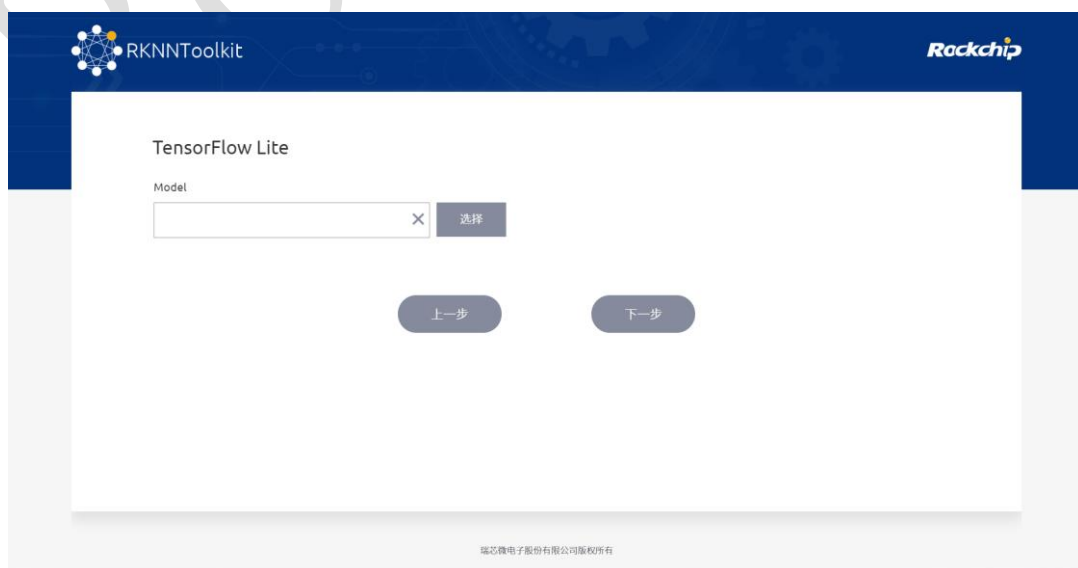 RKNNToolkit
Rockchip
TensorFlow Lite
Model
选择
上一步
下一步
瑞芯微电子股份有限公司版权所有